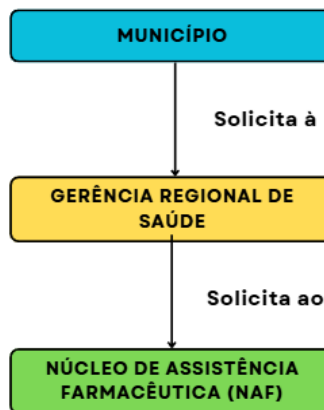 MUNICÍPIO
Solicita à
GERÊNCIA REGIONAL DE
SAÚDE
Solicita ao
NÚCLEO DE ASSISTÊNCIA
FARMACÊUTICA (NAF)